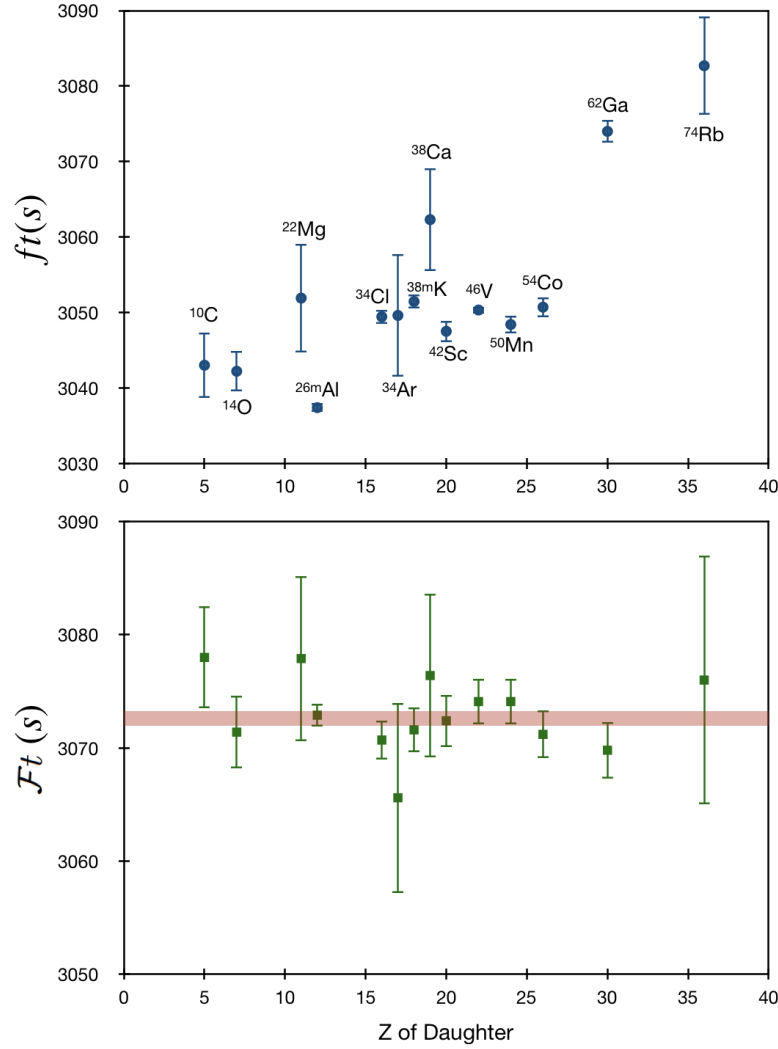 3090
3080
3070
3060
3050
3040
3030
ft(s)
¹⁰C
¹⁴O
²²Mg
²⁶ᵐAl
³⁴Cl
³⁴Ar
³⁸ᵐK
³⁸Ca
⁴²Sc
⁴⁶V
⁵⁰Mn
⁵⁴Co
⁶²Ga
⁷⁴Rb
0 5 10 15 20 25 30 35 40
3090
3080
3070
3060
3050
ℱt (s)
0 5 10 15 20 25 30 35 40
Z of Daughter